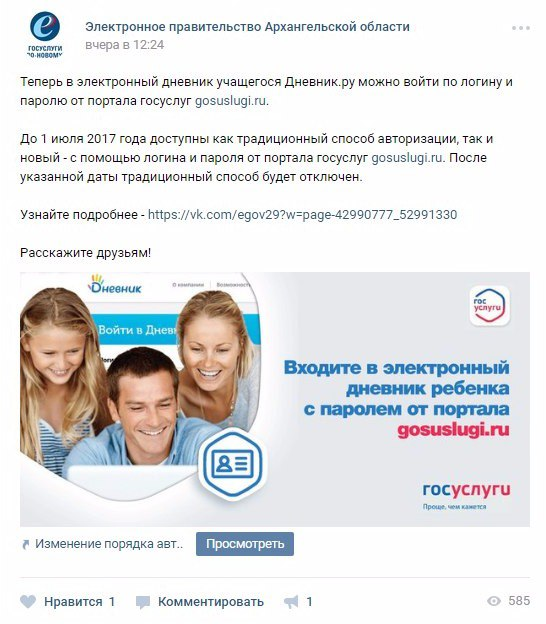 Электронное правительство Архангельской области
вчера в 12:24
ГОСУСЛУГИ
ПО-НОВОМУ
Теперь в электронный дневник учащегося Дневник.ру можно войти по логину и
паролю от портала госуслуг gosuslugi.ru.
До 1 июля 2017 года доступны как традиционный способ авторизации, так и
новый - с помощью логина и пароля от портала госуслуг gosuslugi.ru. После
указанной даты традиционный способ будет отключен.
Узнайте подробнее - https://vk.com/egov29?w=page-42990777_52991330
Расскажите друзьям!
Дневник
О компании
Возможнос
Войти в Дне
гос
услуги
Входите в электронный
дневник ребенка
с паролем от портала
gosuslugi.ru
госуслуги
Проще, чем кажется
Изменение порядка авт..
Просмотреть
Нравится 1
Комментировать
1
585